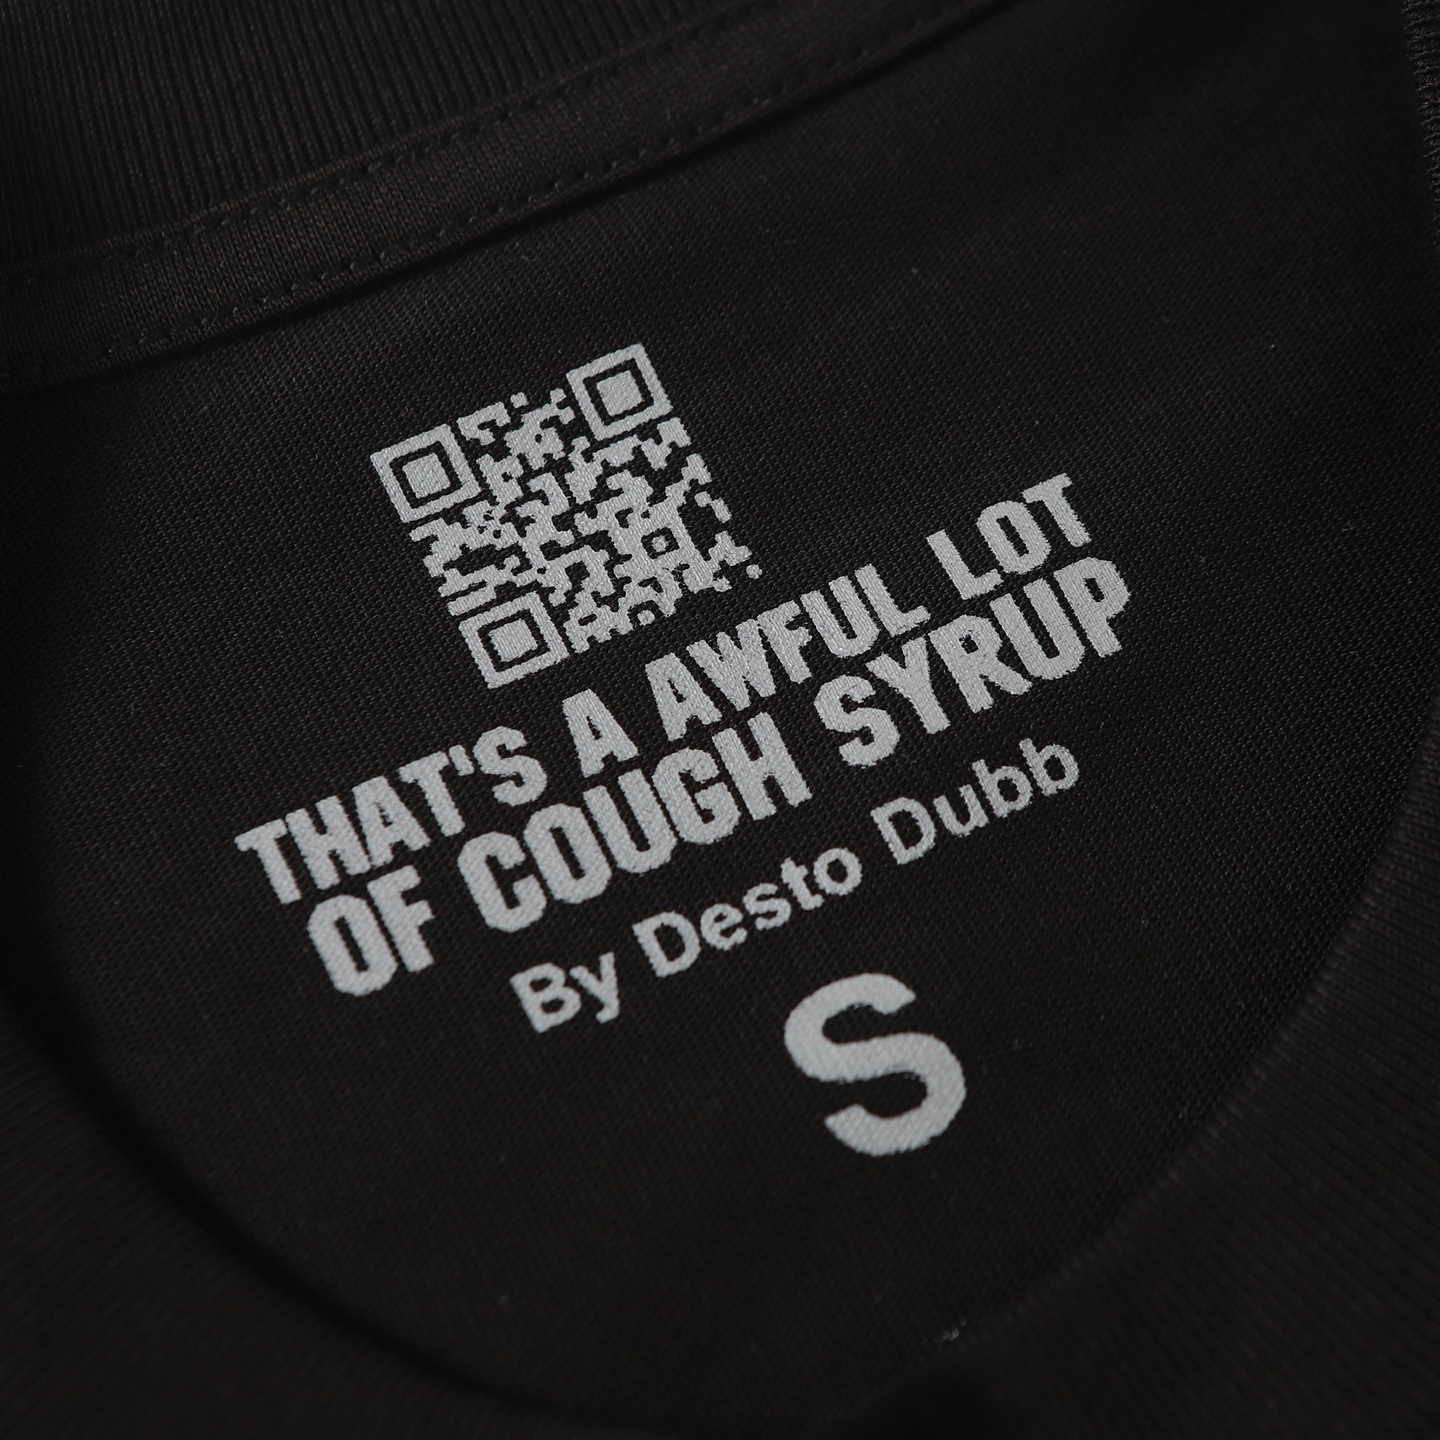 THAT'S A AWFUL LOT
OF COUGH SYRUP
By Desto Dubb
S